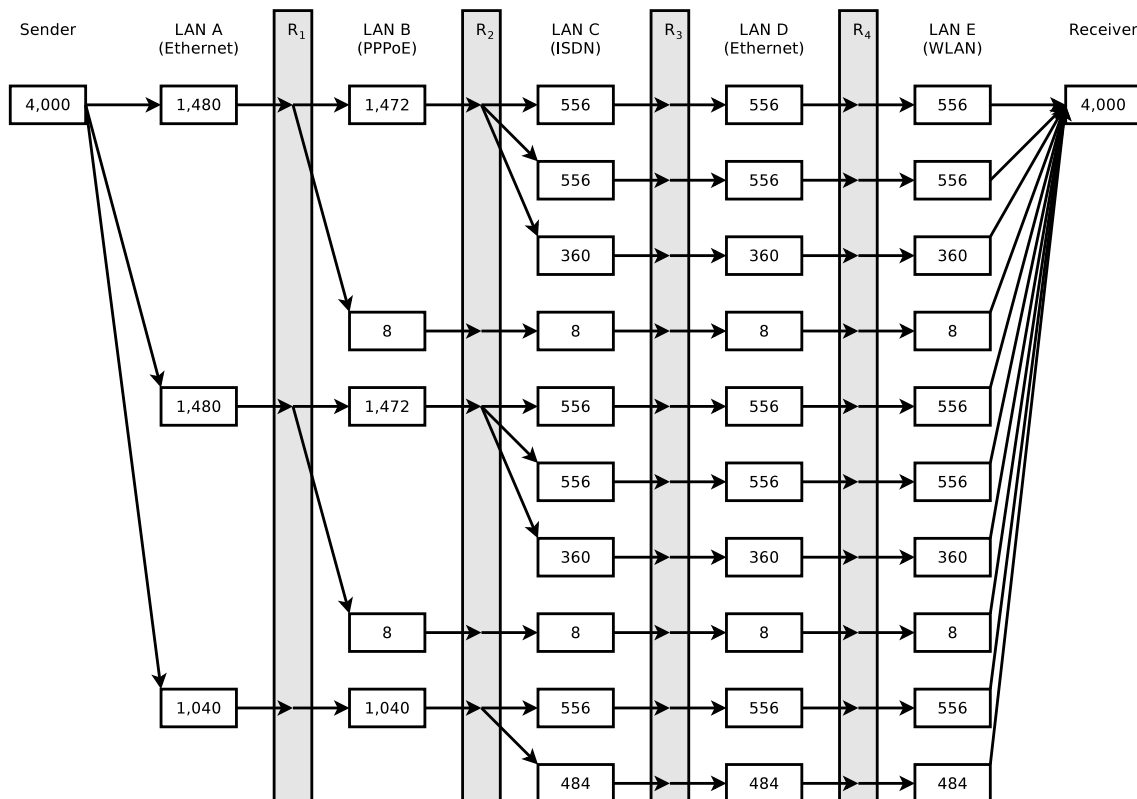 Sender
LAN A
(Ethernet)
R1
LAN B
(PPPoE)
R2
LAN C
(ISDN)
R3
LAN D
(Ethernet)
R4
LAN E
(WLAN)
Receiver
4,000 1,480 1,472 556 556 556 4,000
556 556 556
360 360 360
8 8 8 8
1,480 1,472 556 556 556
556 556 556
360 360 360
8 8 8 8
1,040 1,040 556 556 556
484 484 484